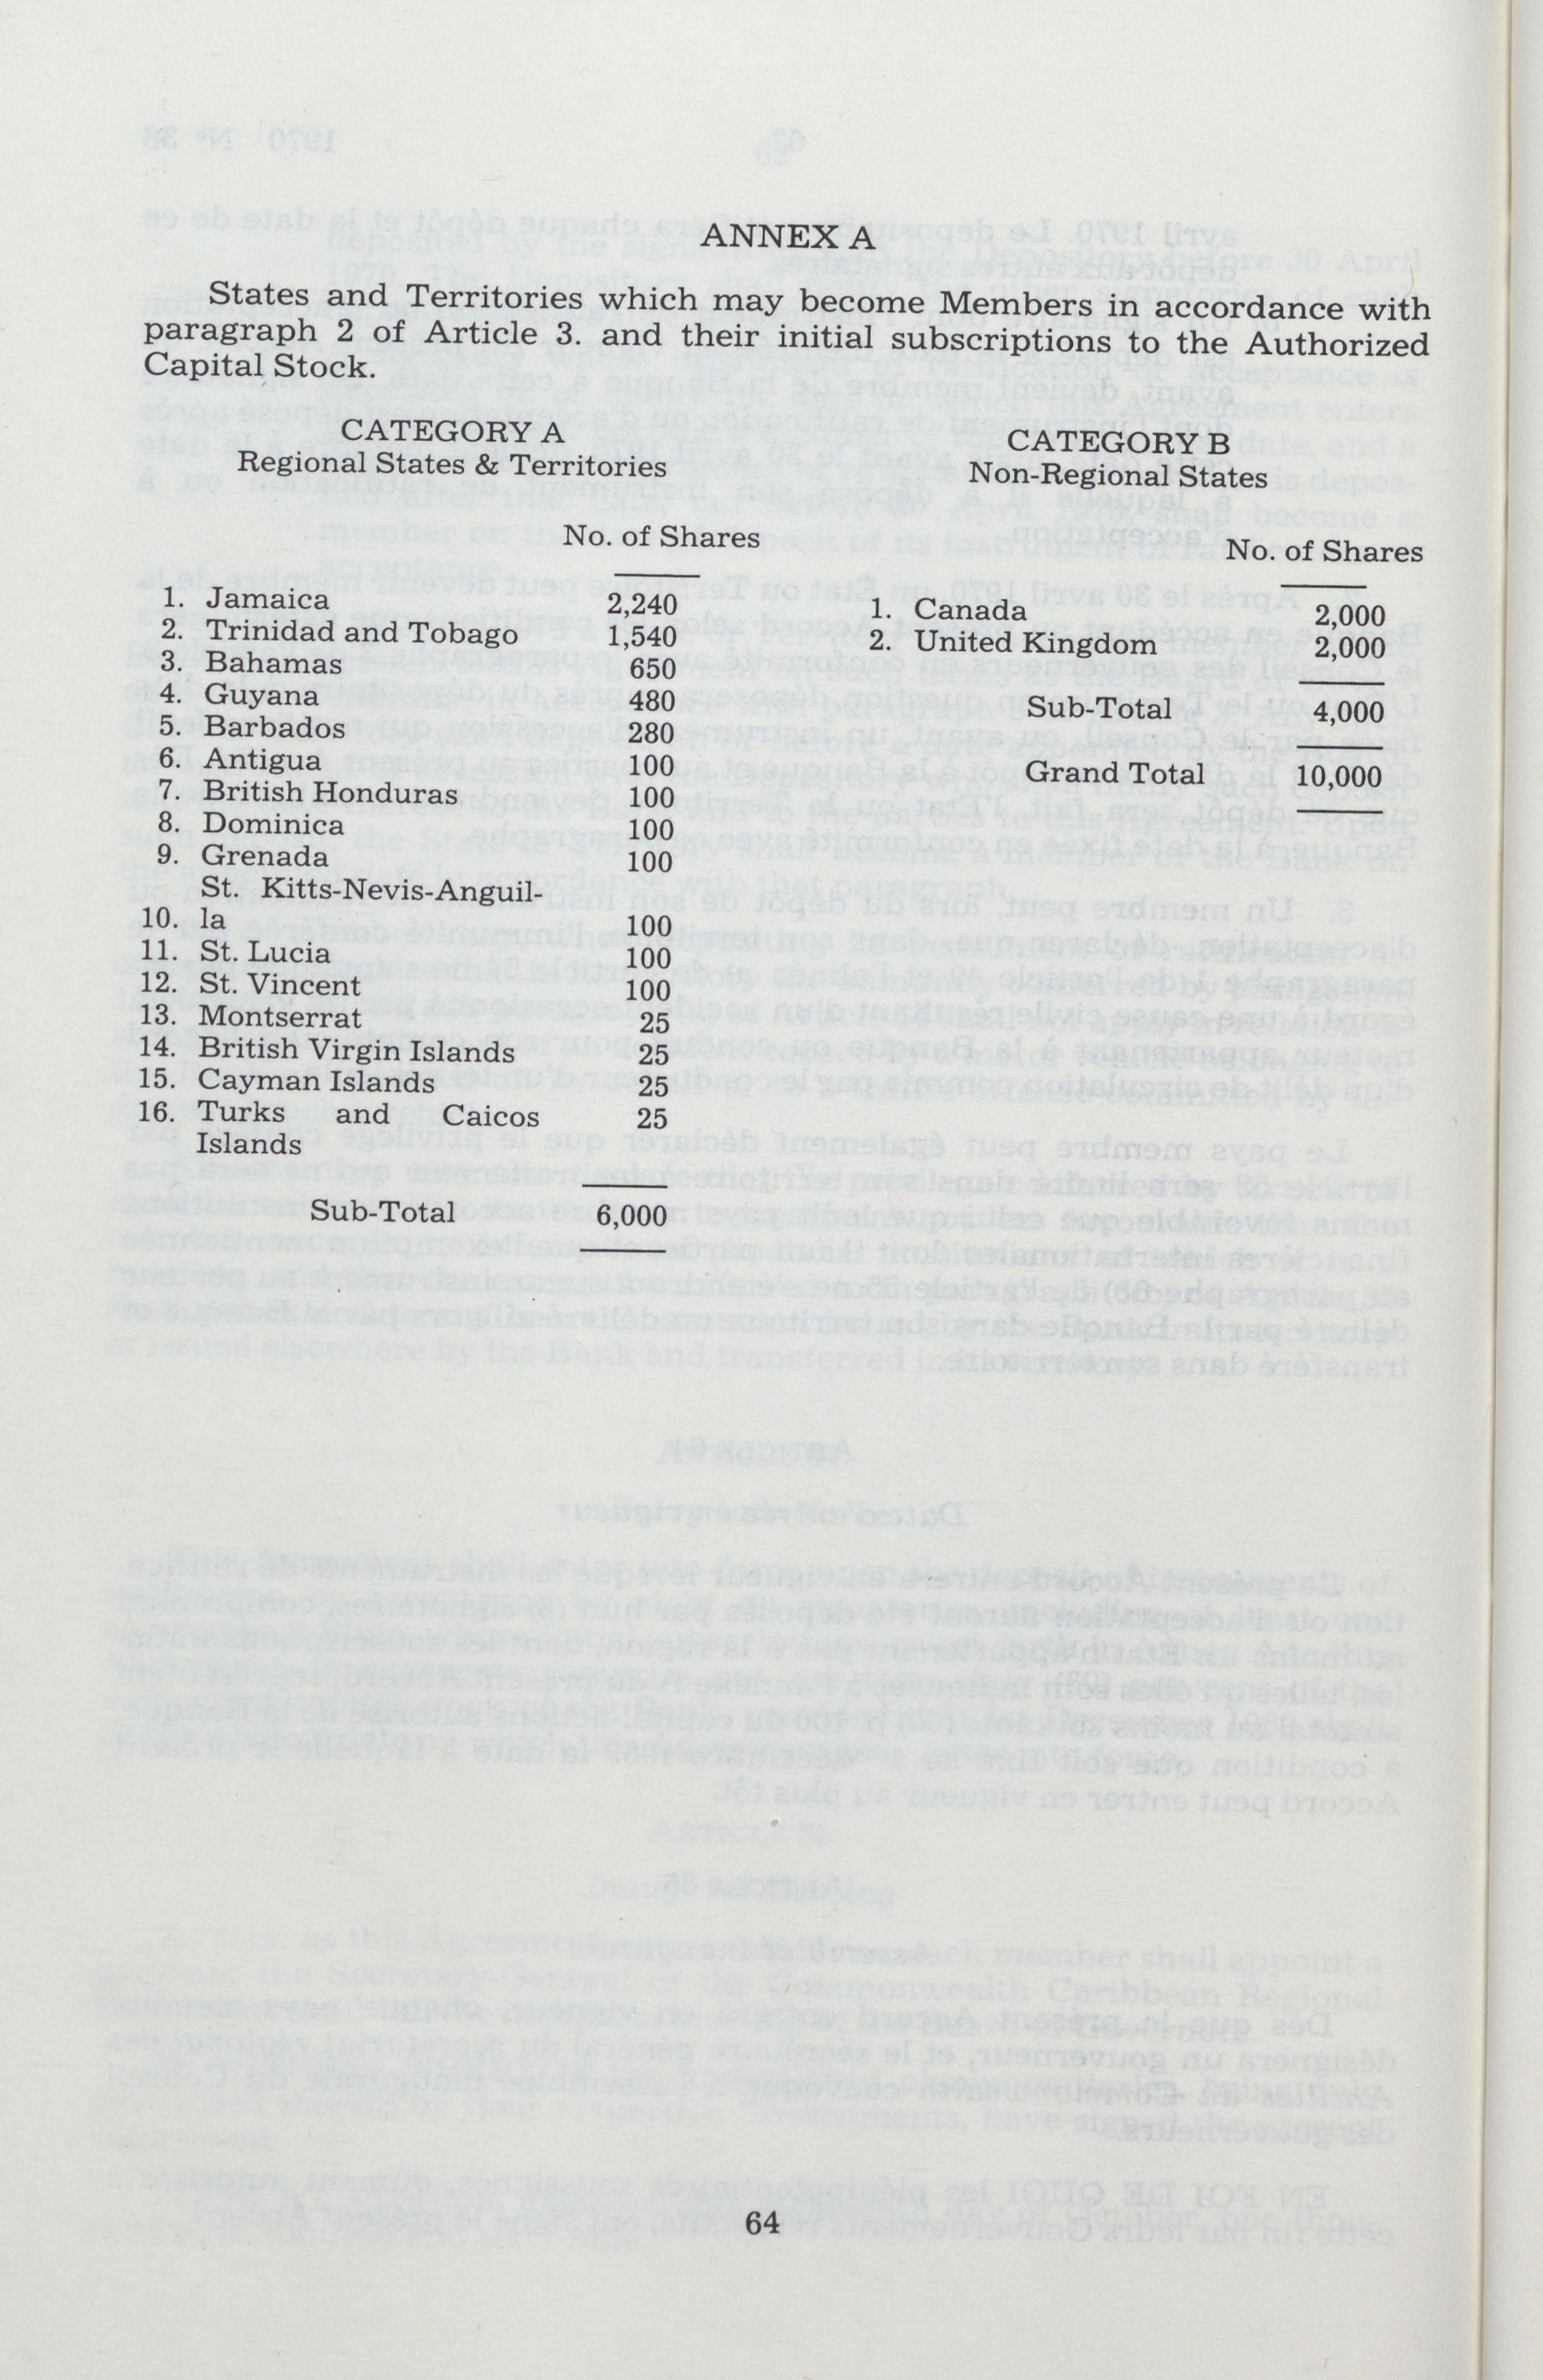 ANNEX A
States and Territories which may become Members in accordance with
paragraph 2 of Article 3. and their initial subscriptions to the Authorized
Capital Stock.
CATEGORY A
Regional States & Territories
No. of Shares
1. Jamaica 2,240
2. Trinidad and Tobago 1,540
3. Bahamas 650
4. Guyana 480
5. Barbados 280
6. Antigua 100
7. British Honduras 100
8. Dominica 100
9. Grenada 100
St. Kitts-Nevis-Anguil-
10. la 100
11. St. Lucia 100
12. St. Vincent 100
13. Montserrat 25
14. British Virgin Islands 25
15. Cayman Islands 25
16. Turks and Caicos 25
Islands
Sub-Total 6,000
CATEGORY B
Non-Regional States
No. of Shares
1. Canada 2,000
2. United Kingdom 2,000
Sub-Total 4,000
Grand Total 10,000
64